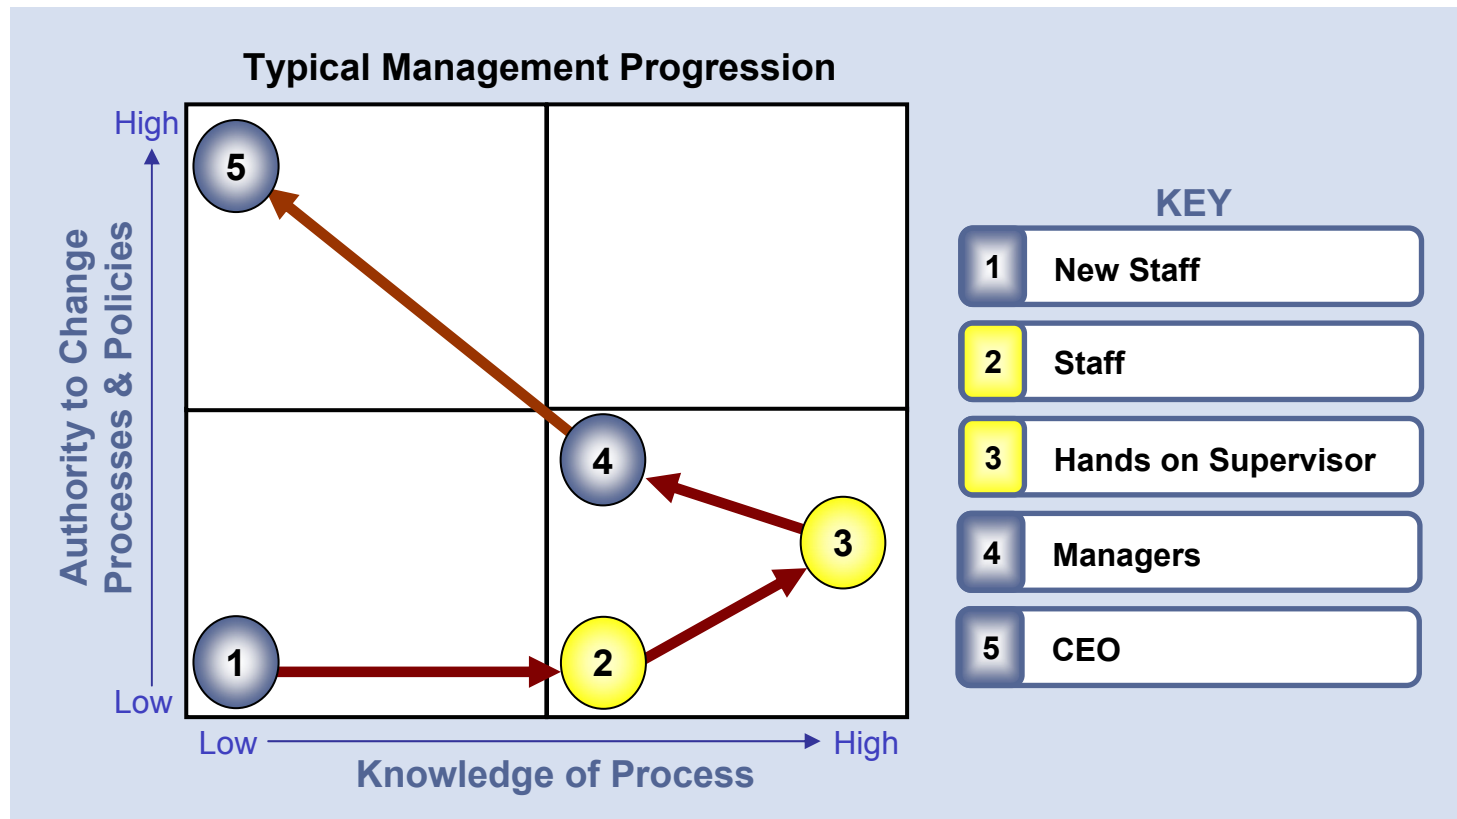 Typical Management Progression
High
Authority to Change
Processes & Policies
Low
5
4
3
1
2
Low
High
Knowledge of Process
KEY
1 New Staff
2 Staff
3 Hands on Supervisor
4 Managers
5 CEO